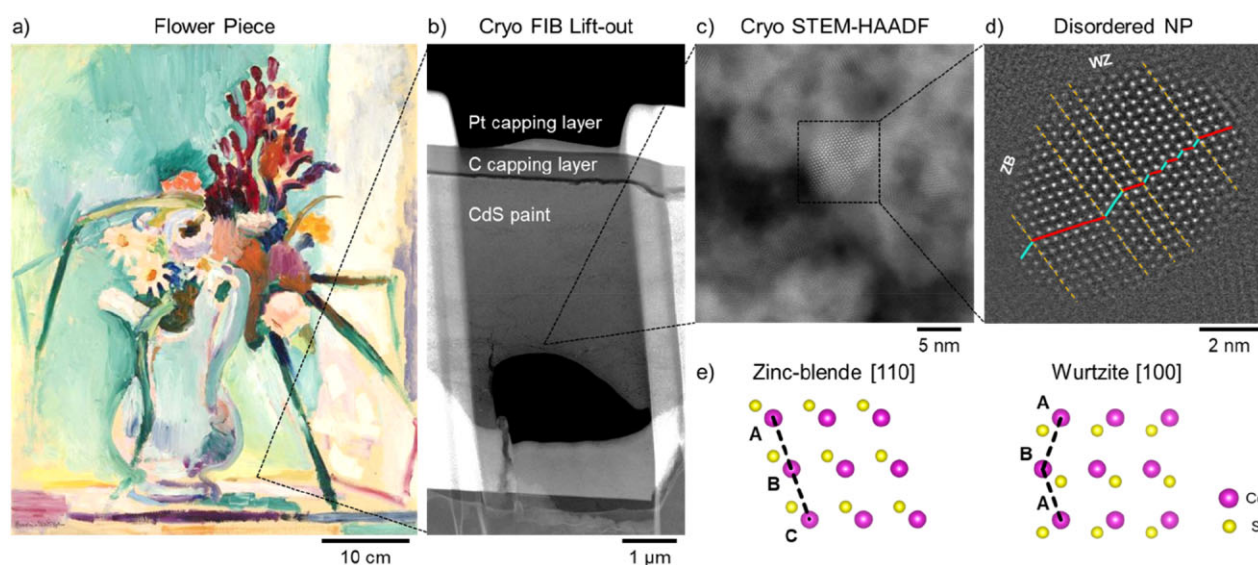 a) Flower Piece
b) Cryo FIB Lift-out
c) Cryo STEM-HAADF
d) Disordered NP
Pt capping layer
C capping layer
CdS paint
WZ
ZB
10 cm
1 µm
5 nm
2 nm
e) Zinc-blende [110]
Wurtzite [100]
A
B
C
A
B
A
S